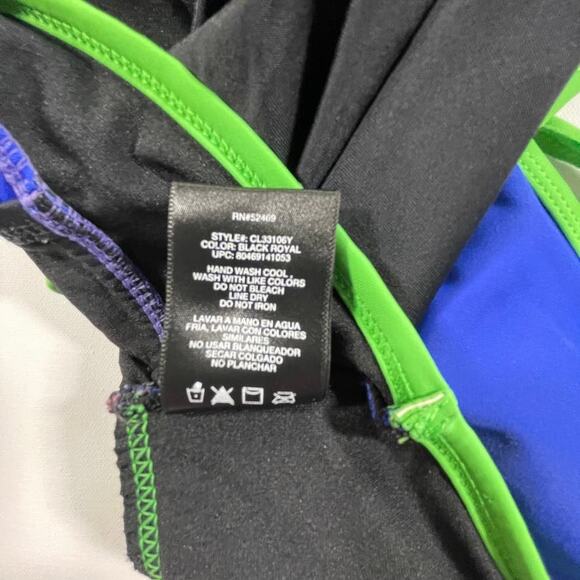 RN#52469
STYLE#: CL33106Y
COLOR: BLACK ROYAL
UPC: 80469141053
HAND WASH COOL
WASH WITH LIKE COLORS
DO NOT BLEACH
LINE DRY
DO NOT IRON
LAVAR A MANO EN AGUA
FRIA, LAVAR CON COLORES
SIMILARES
NO USAR BLANQUEADOR
SECAR COLGADO
NO PLANCHAR